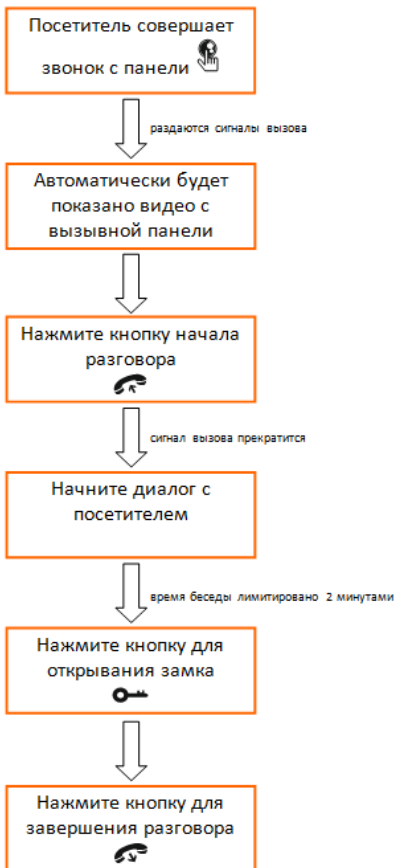 Посетитель совершает
звонок с панели
раздаются сигналы вызова
Автоматически будет
показано видео с
вызывной панели
Нажмите кнопку начала
разговора
сигнал вызова прекратится
Начните диалог с
посетителем
время беседы лимитировано 2 минутами
Нажмите кнопку для
открывания замка
Нажмите кнопку для
завершения разговора